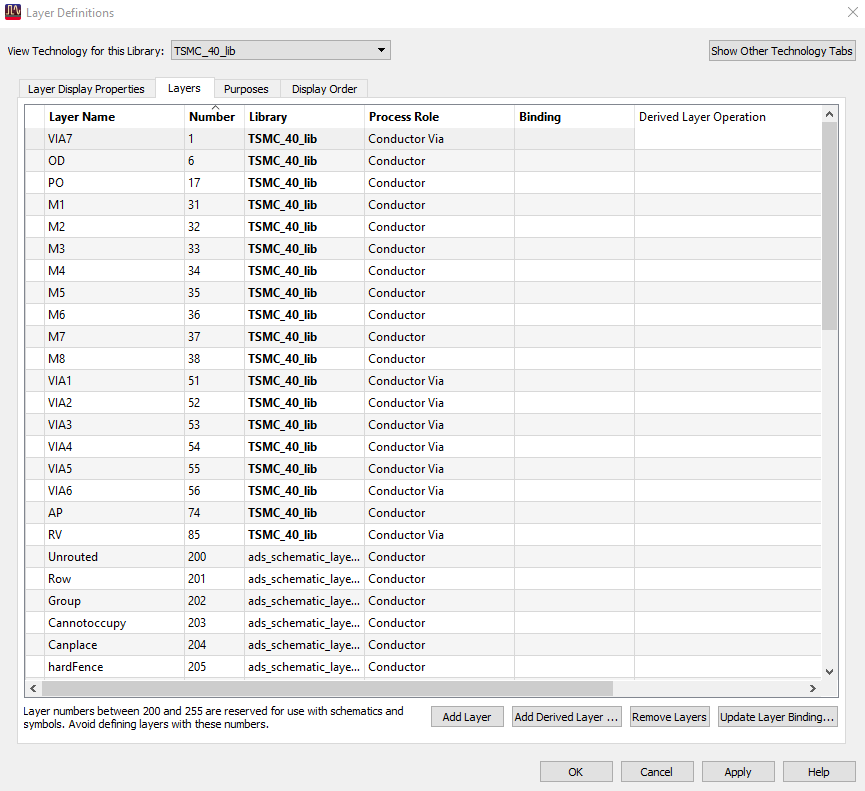 Layer Definitions
View Technology for this Library: TSMC_40_lib Show Other Technology Tabs
Layer Display Properties Layers Purposes Display Order
Layer Name Number Library Process Role Binding Derived Layer Operation
VIA7 1 TSMC_40_lib Conductor Via
OD 6 TSMC_40_lib Conductor
PO 17 TSMC_40_lib Conductor
M1 31 TSMC_40_lib Conductor
M2 32 TSMC_40_lib Conductor
M3 33 TSMC_40_lib Conductor
M4 34 TSMC_40_lib Conductor
M5 35 TSMC_40_lib Conductor
M6 36 TSMC_40_lib Conductor
M7 37 TSMC_40_lib Conductor
M8 38 TSMC_40_lib Conductor
VIA1 51 TSMC_40_lib Conductor Via
VIA2 52 TSMC_40_lib Conductor Via
VIA3 53 TSMC_40_lib Conductor Via
VIA4 54 TSMC_40_lib Conductor Via
VIA5 55 TSMC_40_lib Conductor Via
VIA6 56 TSMC_40_lib Conductor Via
AP 74 TSMC_40_lib Conductor
RV 85 TSMC_40_lib Conductor Via
Unrouted 200 ads_schematic_laye... Conductor
Row 201 ads_schematic_laye... Conductor
Group 202 ads_schematic_laye... Conductor
Cannotoccupy 203 ads_schematic_laye... Conductor
Canplace 204 ads_schematic_laye... Conductor
hardFence 205 ads_schematic_laye... Conductor
Layer numbers between 200 and 255 are reserved for use with schematics and
symbols. Avoid defining layers with these numbers.
Add Layer Add Derived Layer ... Remove Layers Update Layer Binding...
OK Cancel Apply Help